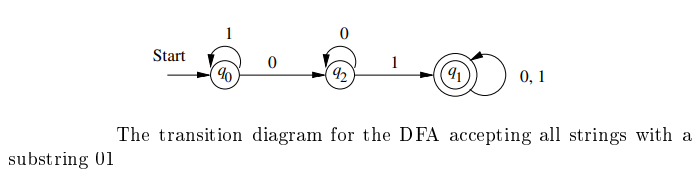 1
0
Start
0
1
q0
q2
q1
0, 1
The transition diagram for the DFA accepting all strings with a
substring 01